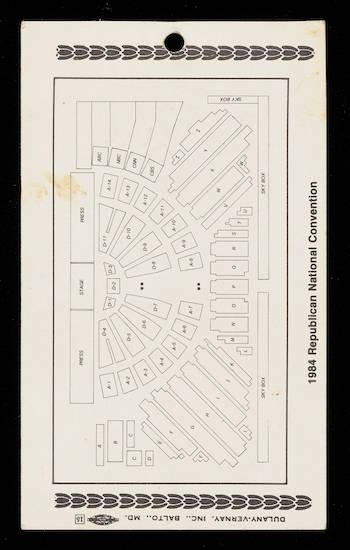 SKY BOX
ABC
NBC
CNN
CBS
S
Z
Y
X
W
W
V
U
T
S
R
Q
P
O
N
M
L
SKY BOX
SKY BOX
PRESS
STAGE
PRESS
A-14
A-13
A-12
A-11
A-10
A-9
A-8
D-11
D-10
D-9
D-8
D-3
D-2
D-1
D-7
D-6
D-5
D-4
A-7
A-6
A-5
A-4
A-3
A-2
A-1
K
J
I
H
G
F
E
A
B
C
C
D
1984 Republican National Convention
DULANY-VERNAY, INC., BALTO., MD.
15